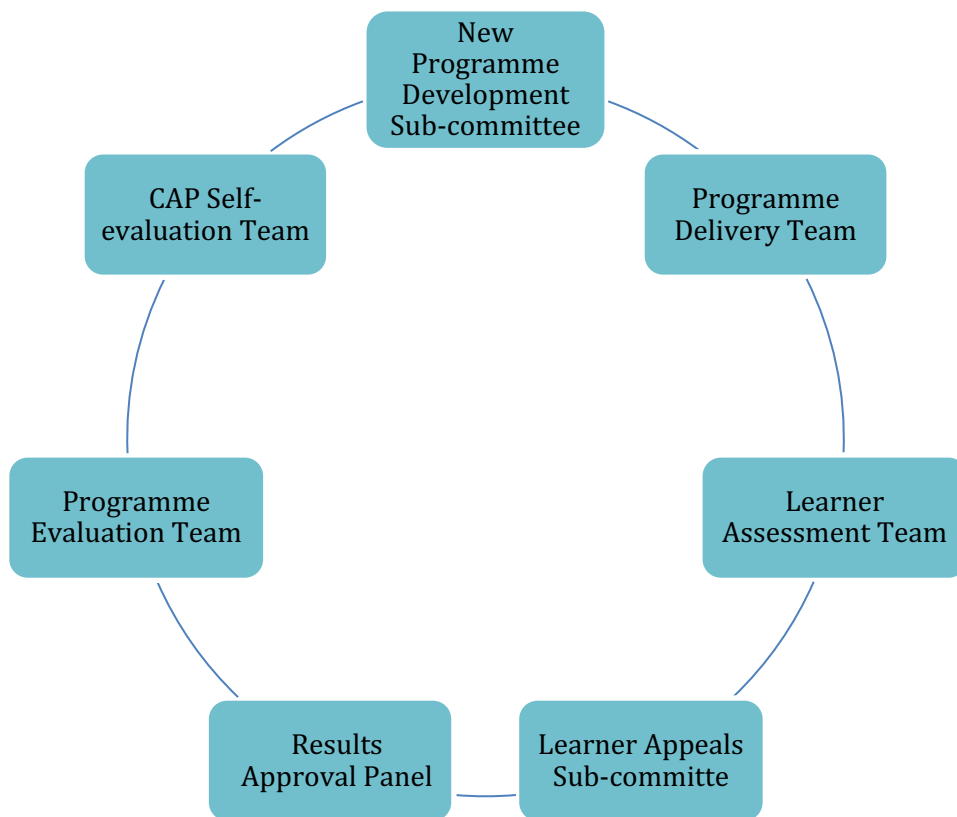 New
Programme
Development
Sub-committee
Programme
Delivery Team
Learner
Assessment Team
Learner Appeals
Sub-committe
Results
Approval Panel
Programme
Evaluation Team
CAP Self-
evaluation Team